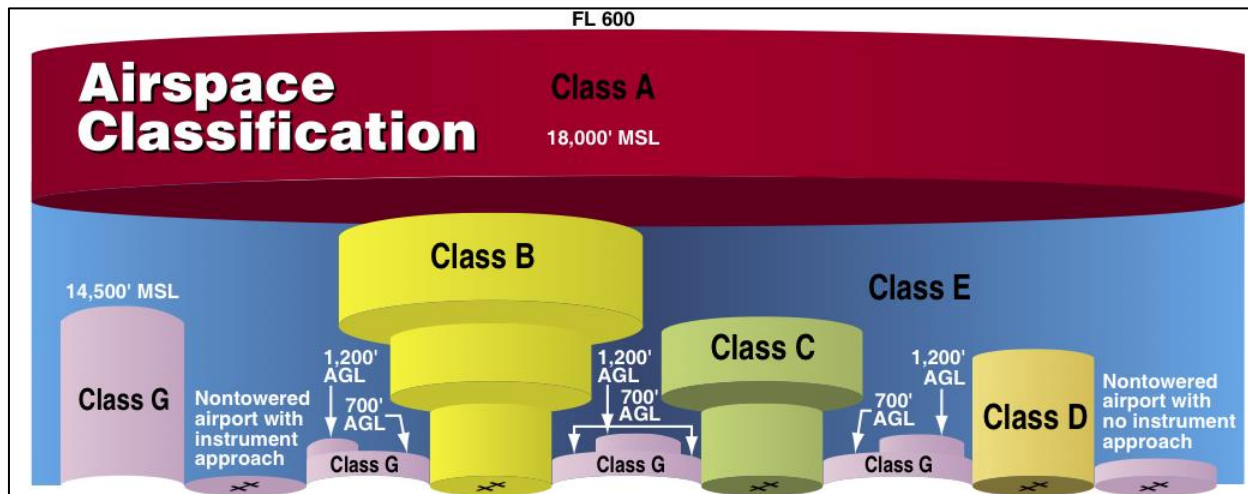 FL 600
Airspace
Classification
Class A
18,000' MSL
Class B
14,500' MSL
Class E
Class C
Class G
1,200'
AGL
700'
AGL
Nontowered
airport with
instrument
approach
Class G
1,200'
AGL
700'
AGL
Class G
1,200'
AGL
700'
AGL
Class G
Class D
Nontowered
airport with
no instrument
approach